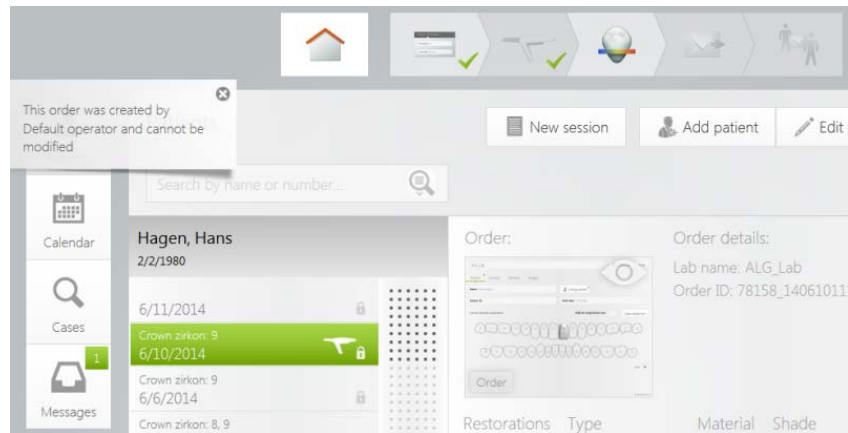 This order was created by
Default operator and cannot be
modified
New session
Add patient
Edit
Search by name or number...
Calendar
Cases
1
Messages
Hagen, Hans
2/2/1980
6/11/2014
Crown zirkon: 9
6/10/2014
Crown zirkon: 9
6/6/2014
Crown zirkon: 8, 9
Order:
Order
Order details:
Lab name: ALG_Lab
Order ID: 78158_14061011
Restorations Type Material Shade